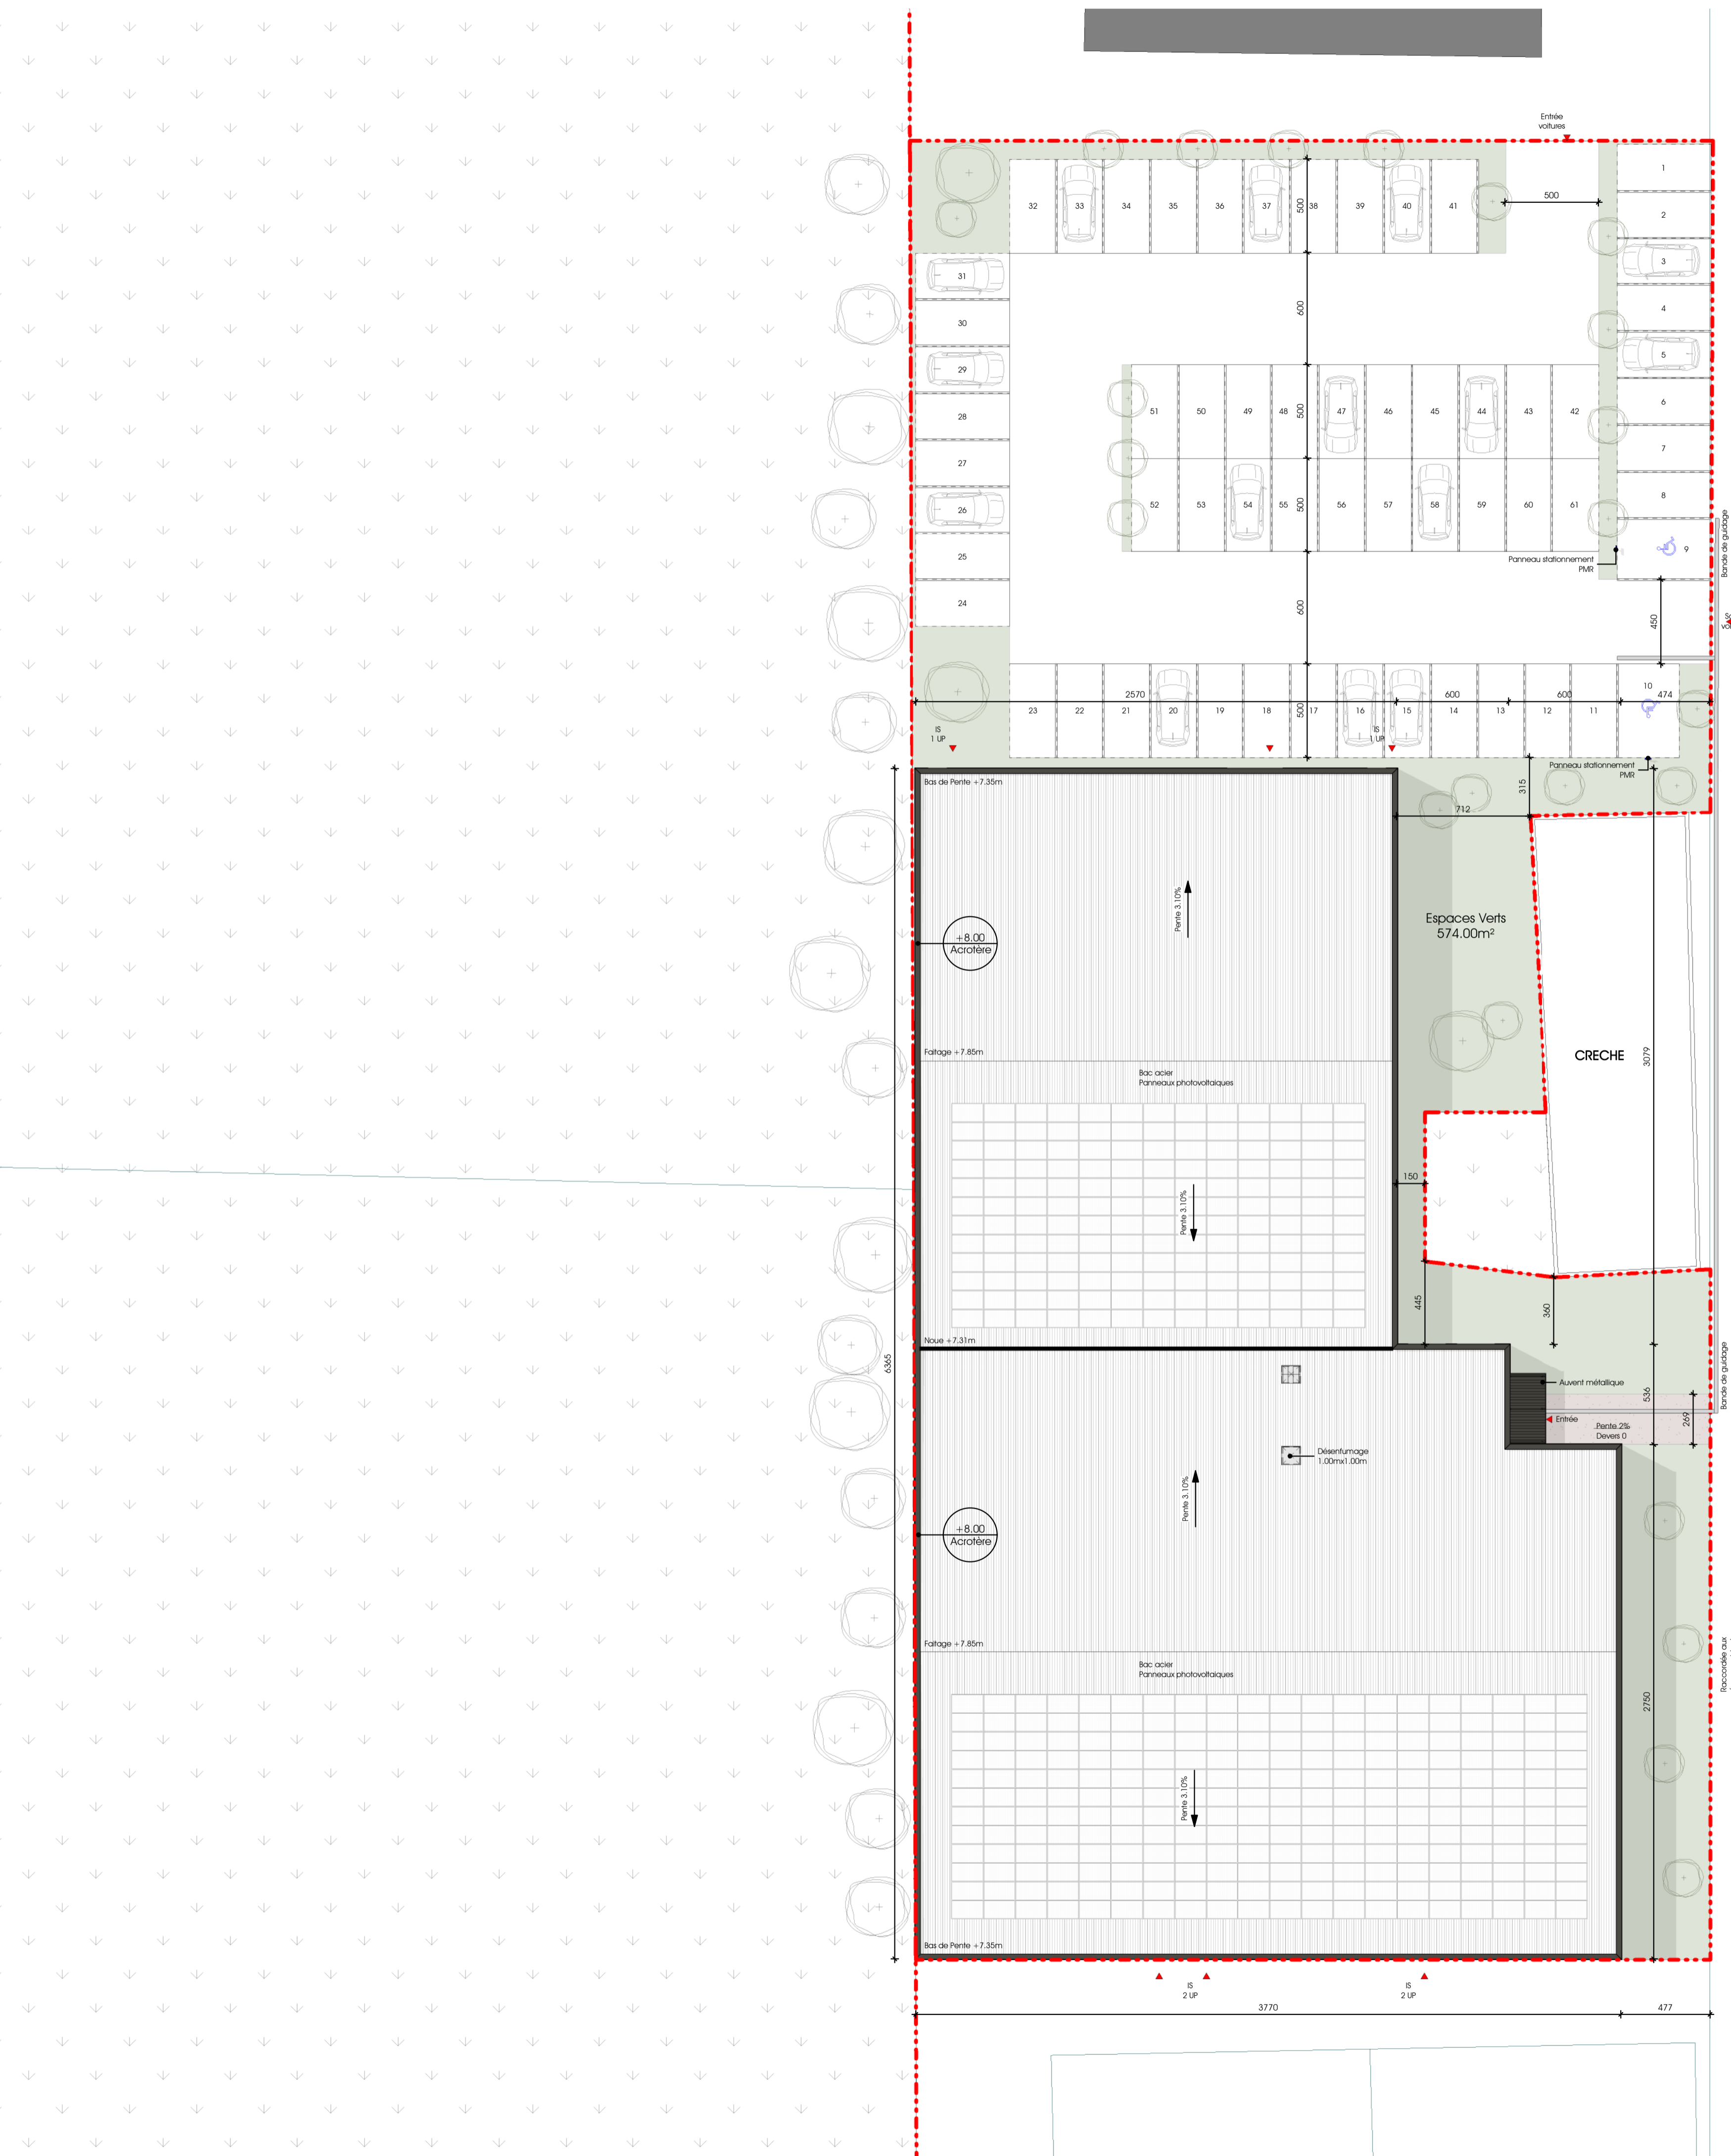 Entrée
voitures
1
2
3
4
5
6
7
8
9
500
32
33
34
35
36
37
500
38
39
40
41
31
30
29
28
27
26
25
24
600
51
50
49
48
500
47
46
45
44
43
42
52
53
54
55
500
56
57
58
59
60
61
Panneau stationnement
PMR
Bande de guidage
600
450
IS
2570
600
600
474
10
23
22
21
20
19
18
500
17
16
15
14
13
12
11
IS
1 UP
IS
1 UP
Panneau stationnement
PMR
Bas de Pente +7.35m
315
712
Pente 3.10%
+8.00
Acrotère
Espaces Verts
574.00m²
CRECHE
3079
Faitage +7.85m
Bac acier
Panneaux photovoltaiques
150
Pente 3.10%
445
360
Noue +7.31m
6365
Auvent métallique
536
Bande de guidage
Entrée
Pente 2%
Devers 0
269
Désenfumage
1.00mx1.00m
Pente 3.10%
+8.00
Acrotère
Faitage +7.85m
Bac acier
Panneaux photovoltaiques
Raccordée aux
2750
Pente 3.10%
Bas de Pente +7.35m
IS
2 UP
IS
2 UP
3770
477